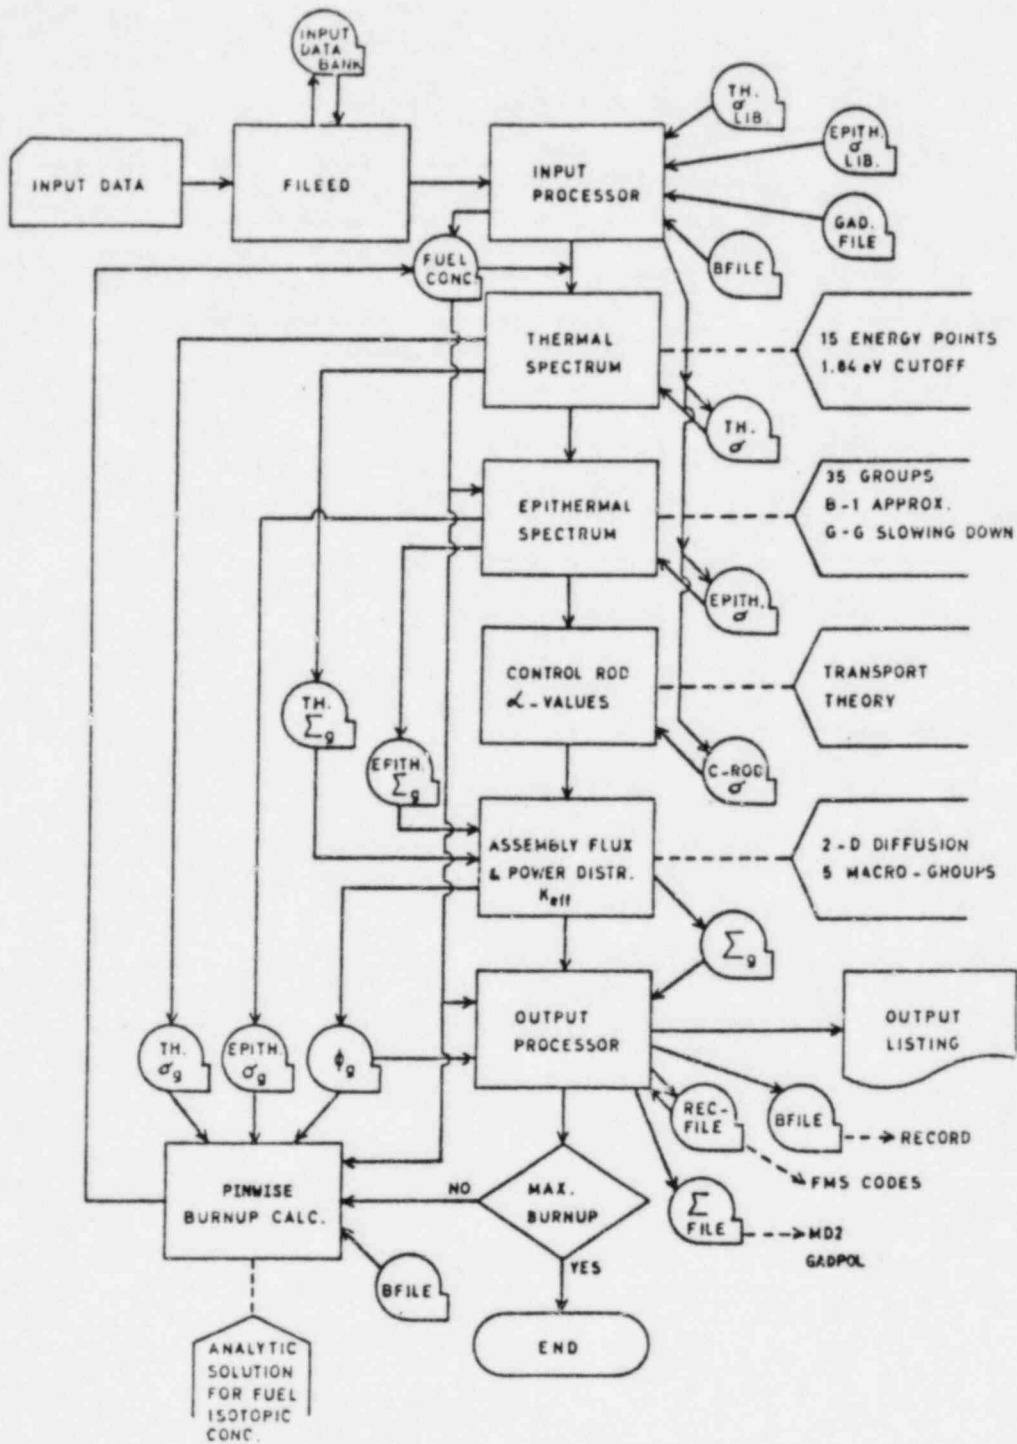 INPUT
DATA
BANK
INPUT DATA
FILEED
INPUT
PROCESSOR
TH.
σ
LIB.
EPITH.
σ
LIB.
GAD.
FILE
BFILE
FUEL
CONC.
THERMAL
SPECTRUM
15 ENERGY POINTS
1.84 eV CUTOFF
TH.
σ
EPITHERMAL
SPECTRUM
35 GROUPS
B-1 APPROX.
G-G SLOWING DOWN
EPITH.
σ
CONTROL ROD
α-VALUES
TRANSPORT
THEORY
C-ROD
σ
TH.
Σg
EPITH.
Σg
ASSEMBLY FLUX
& POWER DISTR.
Keff
2-D DIFFUSION
5 MACRO-GROUPS
Σg
OUTPUT
PROCESSOR
OUTPUT
LISTING
TH.
σg
EPITH.
σg
ϕg
REC-
FILE
BFILE
RECORD
FMS CODES
Σ
FILE
MD2
GADPOL
PINWISE
BURNUP CALC.
NO
MAX.
BURNUP
YES
BFILE
END
ANALYTIC
SOLUTION
FOR FUEL
ISOTOPIC
CONC.